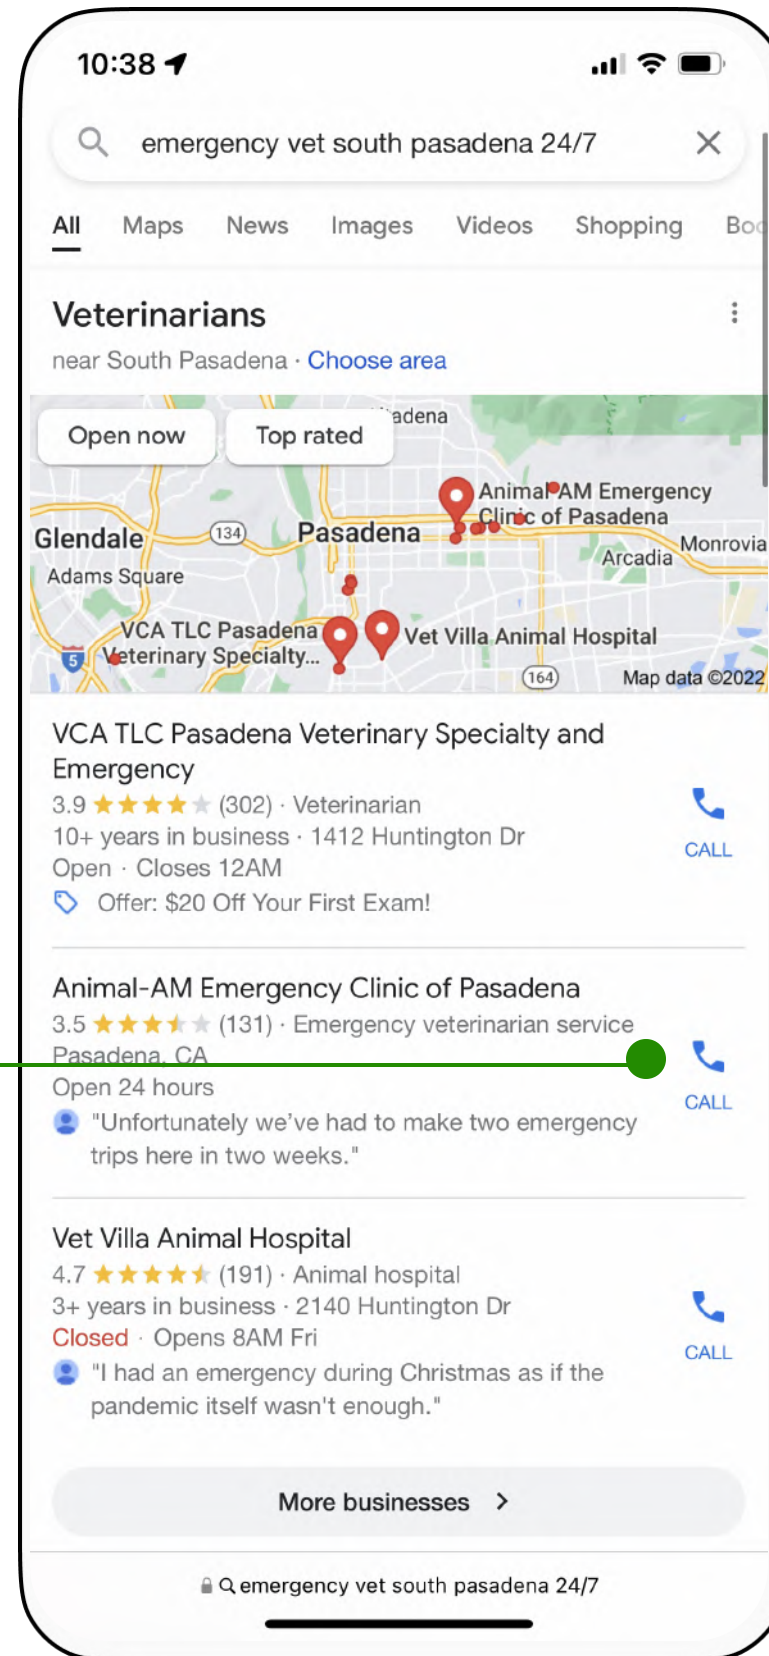 10:38
emergency vet south pasadena 24/7
All Maps News Images Videos Shopping Boo
Veterinarians
near South Pasadena · Choose area
Open now Top rated
adena
Animal-AM Emergency
Clinic of Pasadena
Glendale
134
Pasadena
Monrovia
Arcadia
Adams Square
VCA TLC Pasadena
Veterinary Specialty...
Vet Villa Animal Hospital
5
164
Map data ©2022
VCA TLC Pasadena Veterinary Specialty and
Emergency
3.9 (302) · Veterinarian
10+ years in business · 1412 Huntington Dr
Open · Closes 12AM
Offer: $20 Off Your First Exam!
CALL
Animal-AM Emergency Clinic of Pasadena
3.5 (131) · Emergency veterinarian service
Pasadena, CA
Open 24 hours
"Unfortunately we've had to make two emergency
trips here in two weeks."
CALL
Vet Villa Animal Hospital
4.7 (191) · Animal hospital
3+ years in business · 2140 Huntington Dr
Closed · Opens 8AM Fri
"I had an emergency during Christmas as if the
pandemic itself wasn't enough."
CALL
More businesses
emergency vet south pasadena 24/7